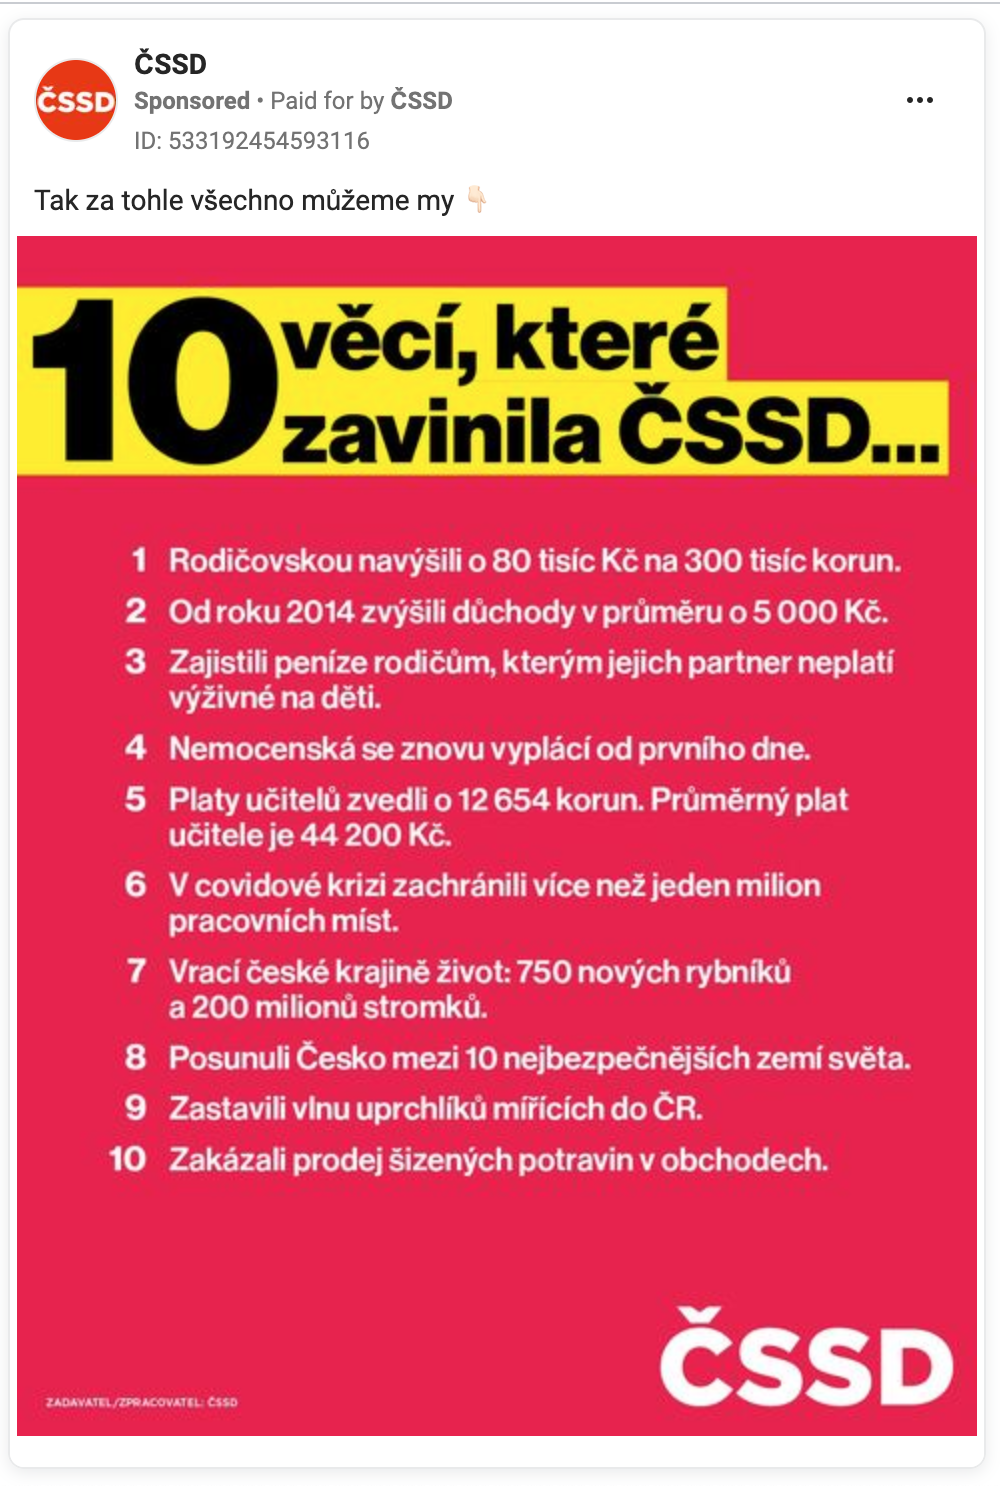 ČSSD
ČSSD
Sponsored • Paid for by ČSSD
ID: 533192454593116
Tak za tohle všechno můžeme my 👇🏻
10 věcí, které
zavinila ČSSD...
1 Rodičovskou navýšili o 80 tisíc Kč na 300 tisíc korun.
2 Od roku 2014 zvýšili důchody v průměru o 5 000 Kč.
3 Zajistili peníze rodičům, kterým jejich partner neplatí
výživné na děti.
4 Nemocenská se znovu vyplácí od prvního dne.
5 Platy učitelů zvedli o 12 654 korun. Průměrný plat
učitele je 44 200 Kč.
6 V covidové krizi zachránili více než jeden milion
pracovních míst.
7 Vrací české krajině život: 750 nových rybníků
a 200 milionů stromků.
8 Posunuli Česko mezi 10 nejbezpečnějších zemí světa.
9 Zastavili vlnu uprchlíků mířících do ČR.
10 Zakázali prodej šizených potravin v obchodech.
ČSSD
ZADAVATEL/ZPRACOVATEL: ČSSD